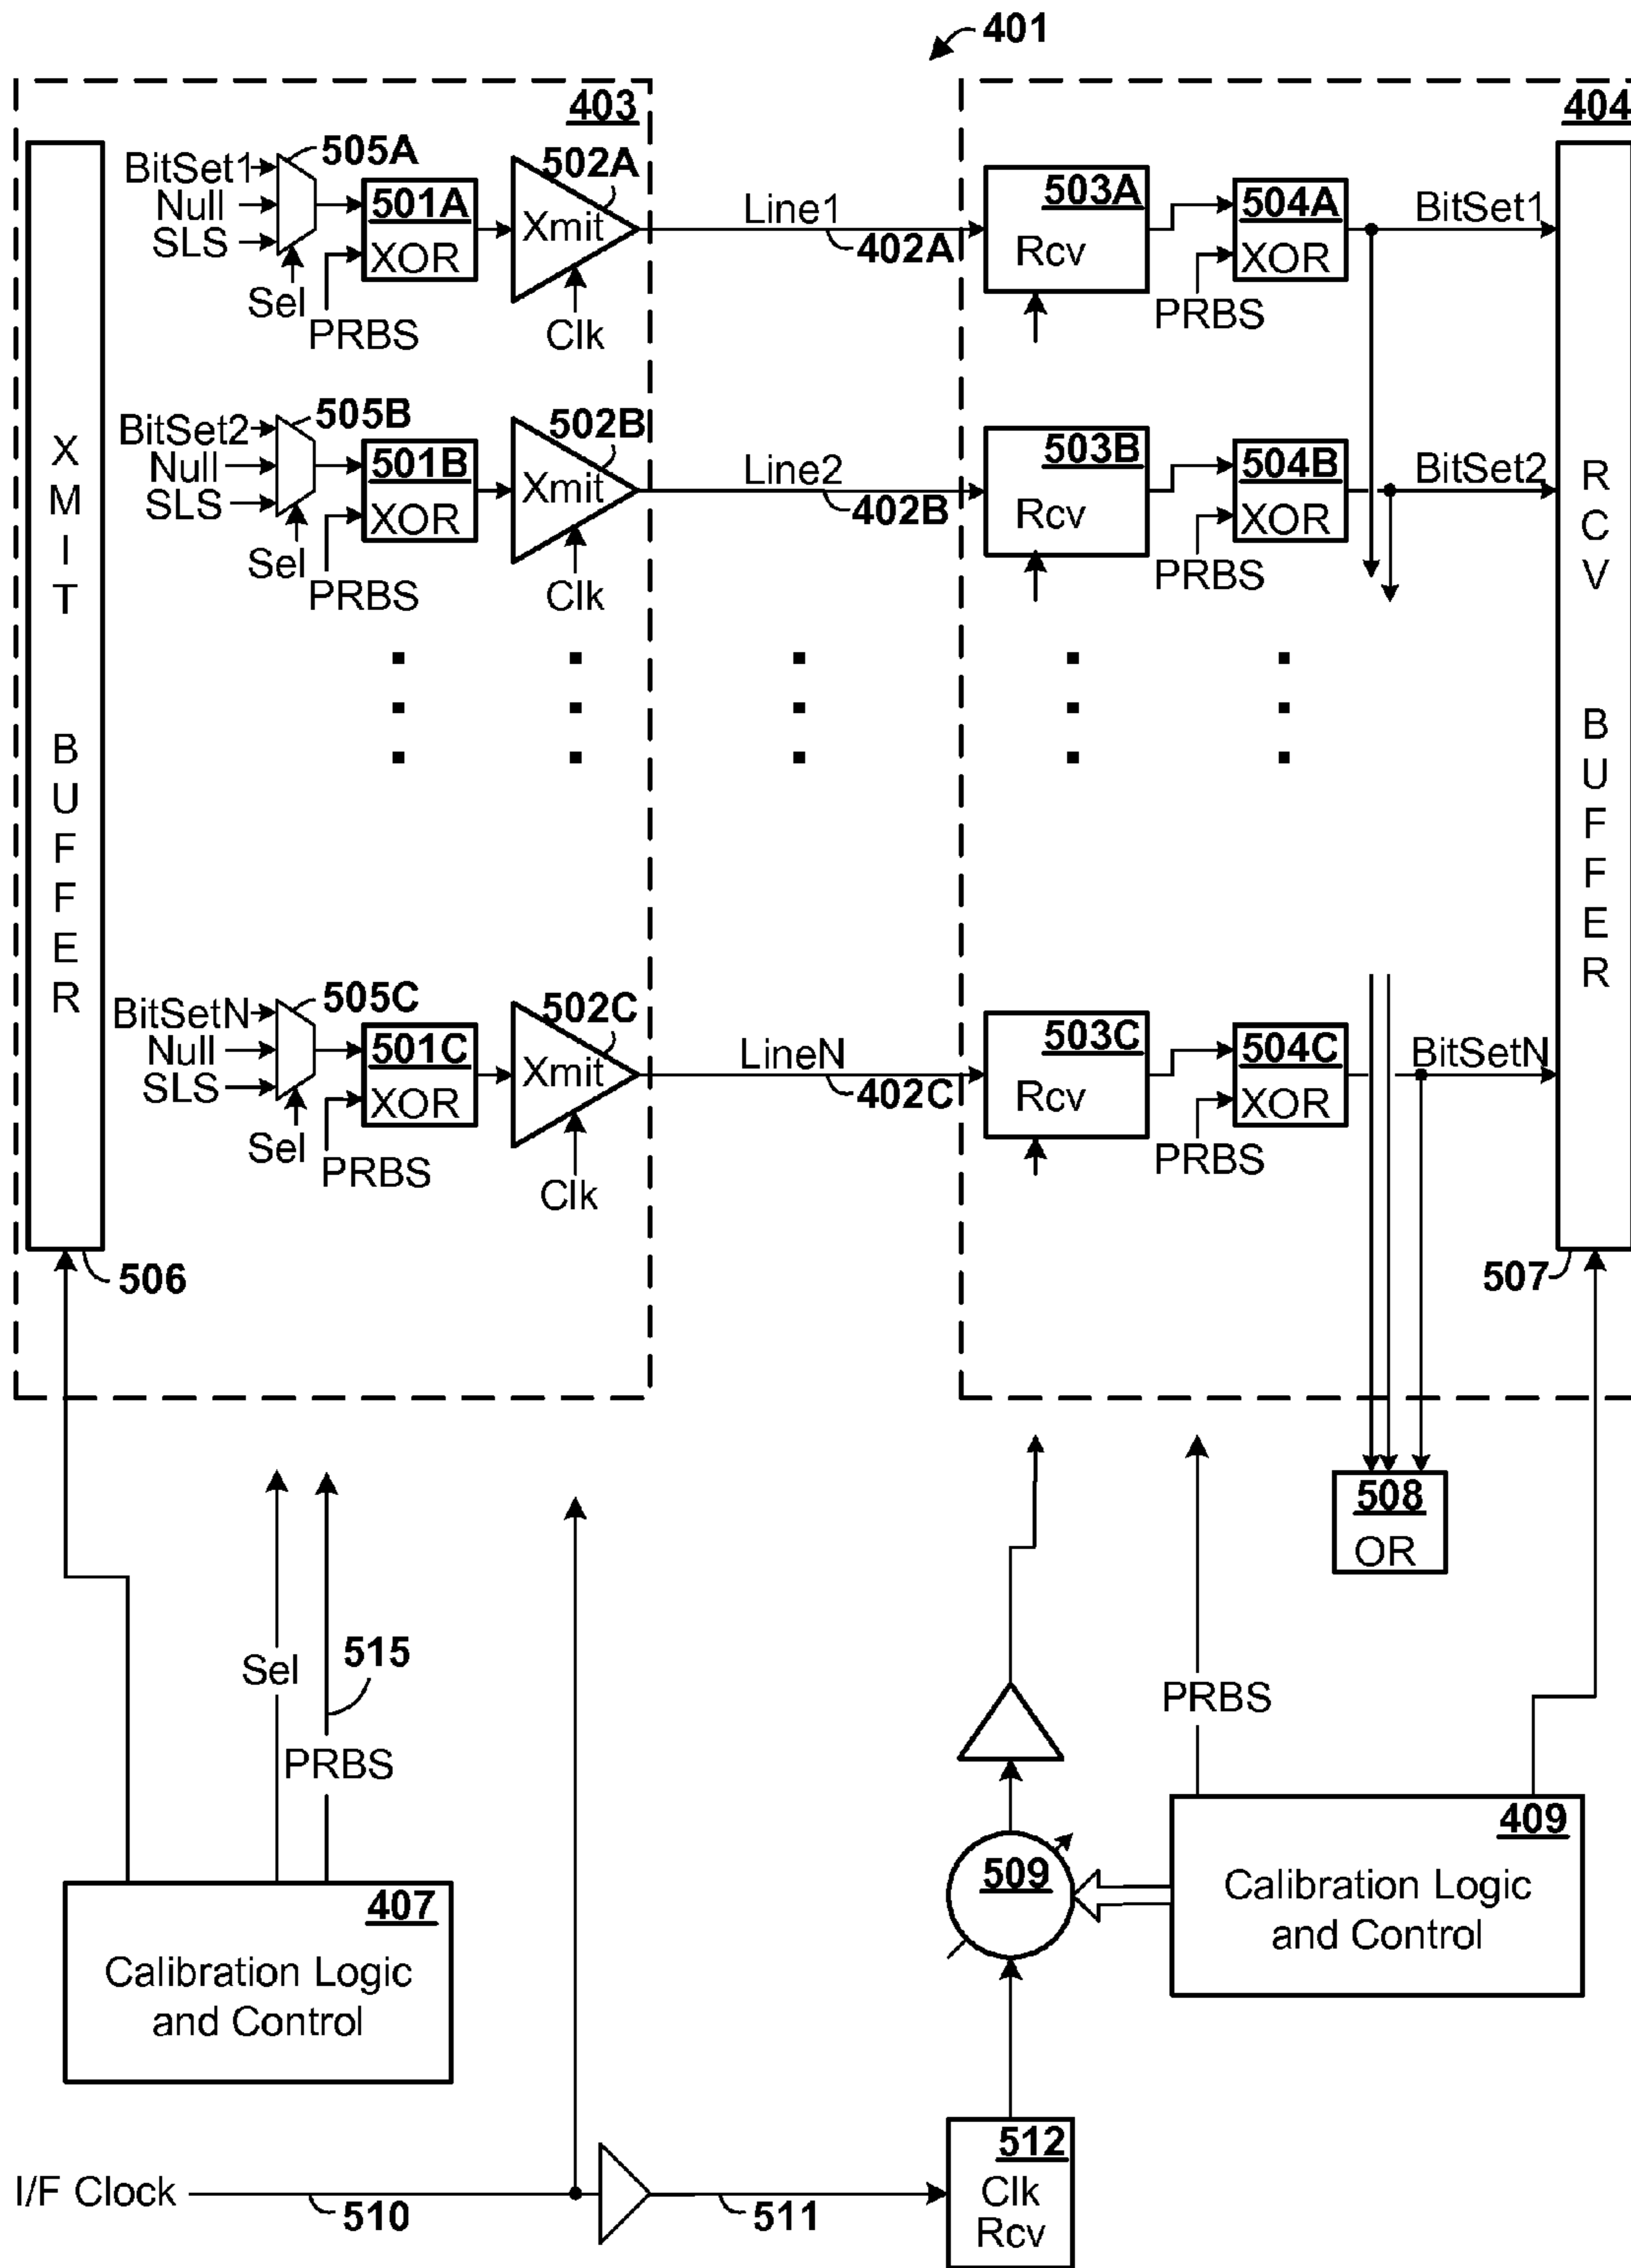 401
403
404
XMIT BUFFER
BitSet1
Null
SLS
505A
Sel
501A
XOR
PRBS
502A
Xmit
Clk
Line1
402A
503A
Rcv
504A
XOR
PRBS
BitSet1
BitSet2
Null
SLS
505B
Sel
501B
XOR
PRBS
502B
Xmit
Clk
Line2
402B
503B
Rcv
504B
XOR
PRBS
BitSet2
RCV BUFFER
BitSetN
Null
SLS
505C
Sel
501C
XOR
PRBS
502C
Xmit
Clk
LineN
402C
503C
Rcv
504C
XOR
PRBS
BitSetN
506
507
508
OR
Sel
515
PRBS
PRBS
407
Calibration Logic
and Control
509
409
Calibration Logic
and Control
I/F Clock
510
511
512
Clk
Rcv